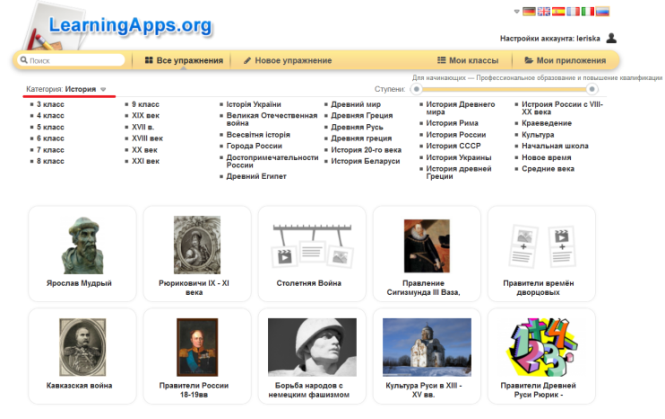 LearningApps.org
Настройки аккаунта: leriska
Поиск
Все упражнения
Новое упражнение
Мои классы
Мои приложения
Для начинающих — Профессиональное образование и повышение квалификации
Категория: История
Ступени:
3 класс
4 класс
5 класс
6 класс
7 класс
8 класс
9 класс
XIX век
XVII в.
XVIII век
XX век
XXI век
Історія України
Великая Отечественная
война
Всесвітня історія
Города России
Достопримечательности
России
Древний Египет
Древний мир
Древняя Греция
Древняя Русь
Древняя греция
История 20-го века
История Беларуси
История Древнего
мира
История Рима
История России
История СССР
История Украины
История древней
Греции
Истроия России с VIII-
XX века
Краеведение
Культура
Начальная школа
Новое время
Средние века
Ярослав Мудрый
Рюриковичи IX - XI
века
Столетняя Война
Правление
Сигизмунда III Ваза,
Правители времён
дворцовых
Кавказская война
Правители России
18-19вв
Борьба народов с
немецким фашизмом
Культура Руси в XIII -
XV вв.
Правители Древней
Руси Рюрик -